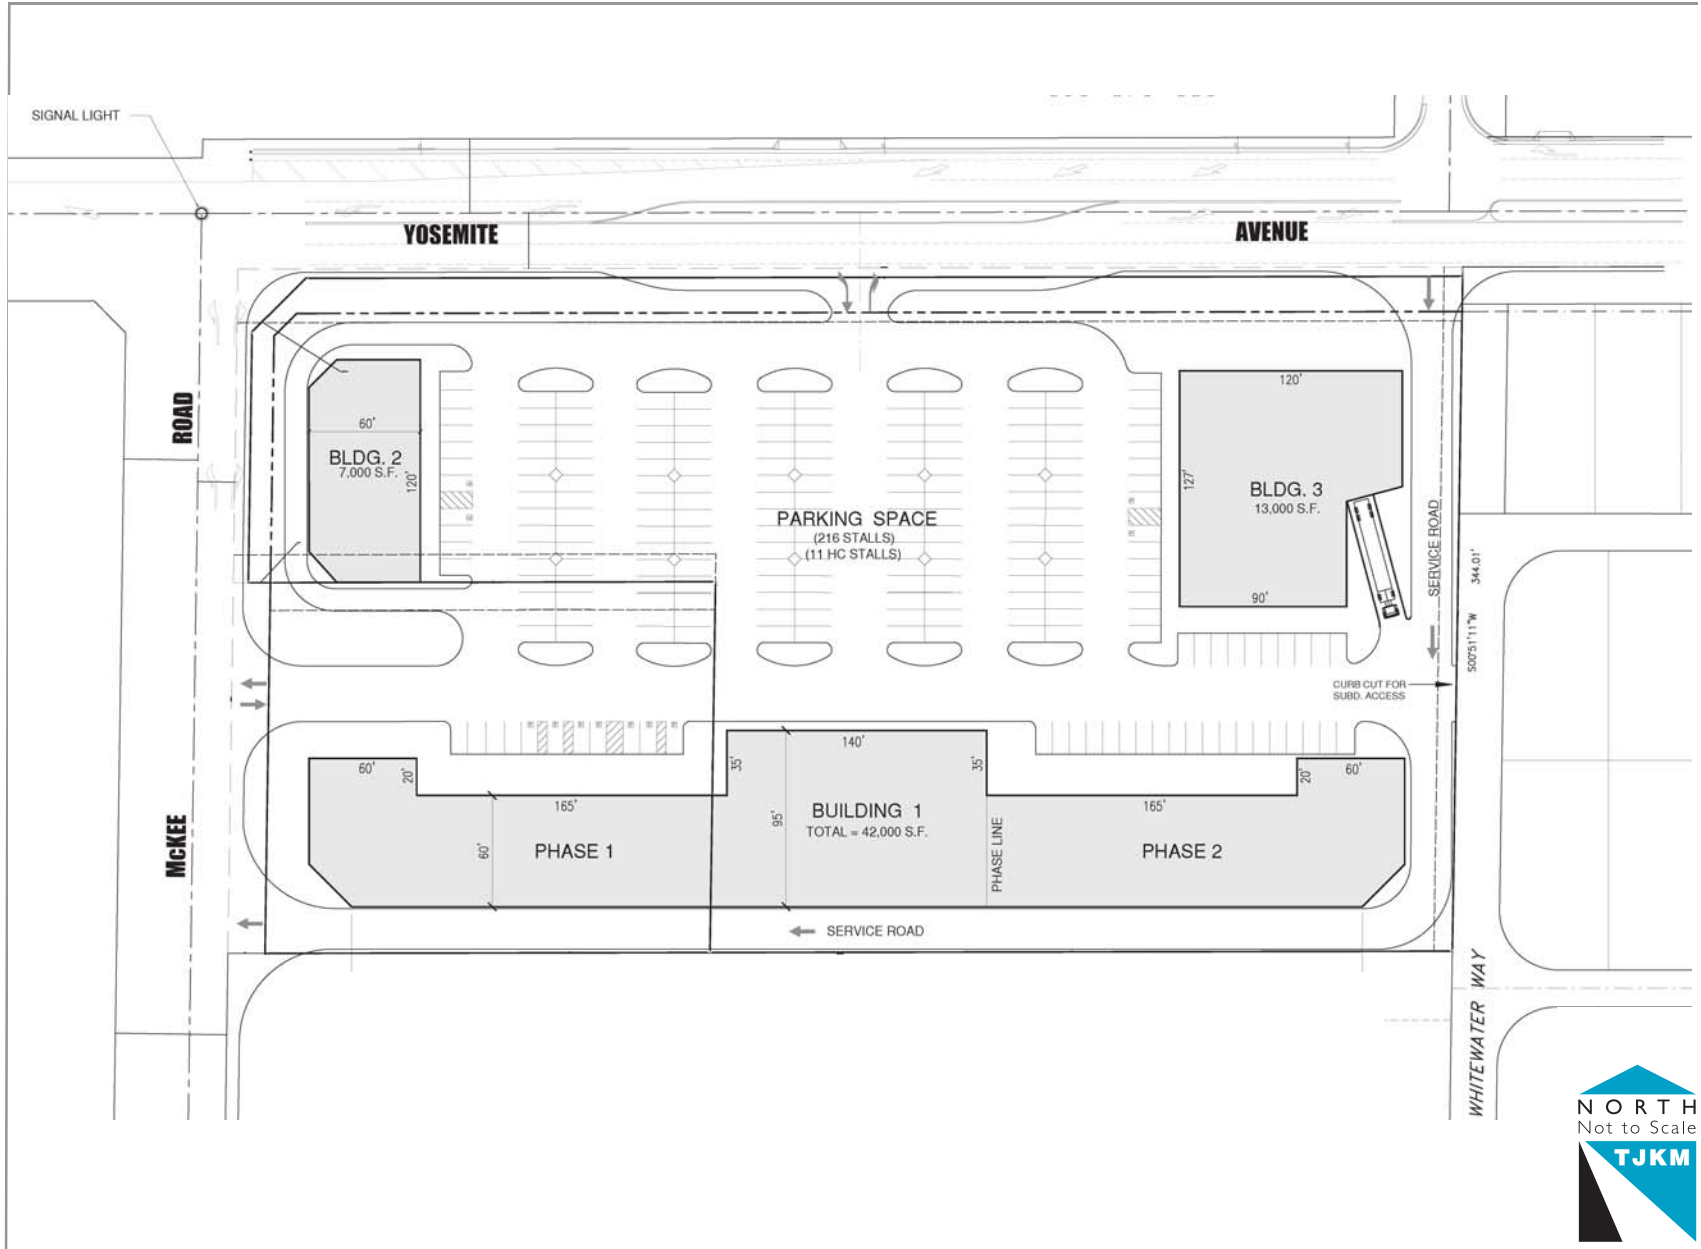 SIGNAL LIGHT
YOSEMITE
AVENUE
ROAD
McKEE
60'
BLDG. 2
7,000 S.F.
120'
PARKING SPACE
(216 STALLS)
(11 HC STALLS)
120'
127'
BLDG. 3
13,000 S.F.
90'
SERVICE ROAD
344.01'
S00°51'11"W
CURB CUT FOR
SUBD. ACCESS
60'
20'
165'
60'
PHASE 1
35'
140'
35'
95'
BUILDING 1
TOTAL = 42,000 S.F.
PHASE LINE
165'
PHASE 2
20'
60'
SERVICE ROAD
WHITEWATER WAY
NORTH
Not to Scale
TJKM